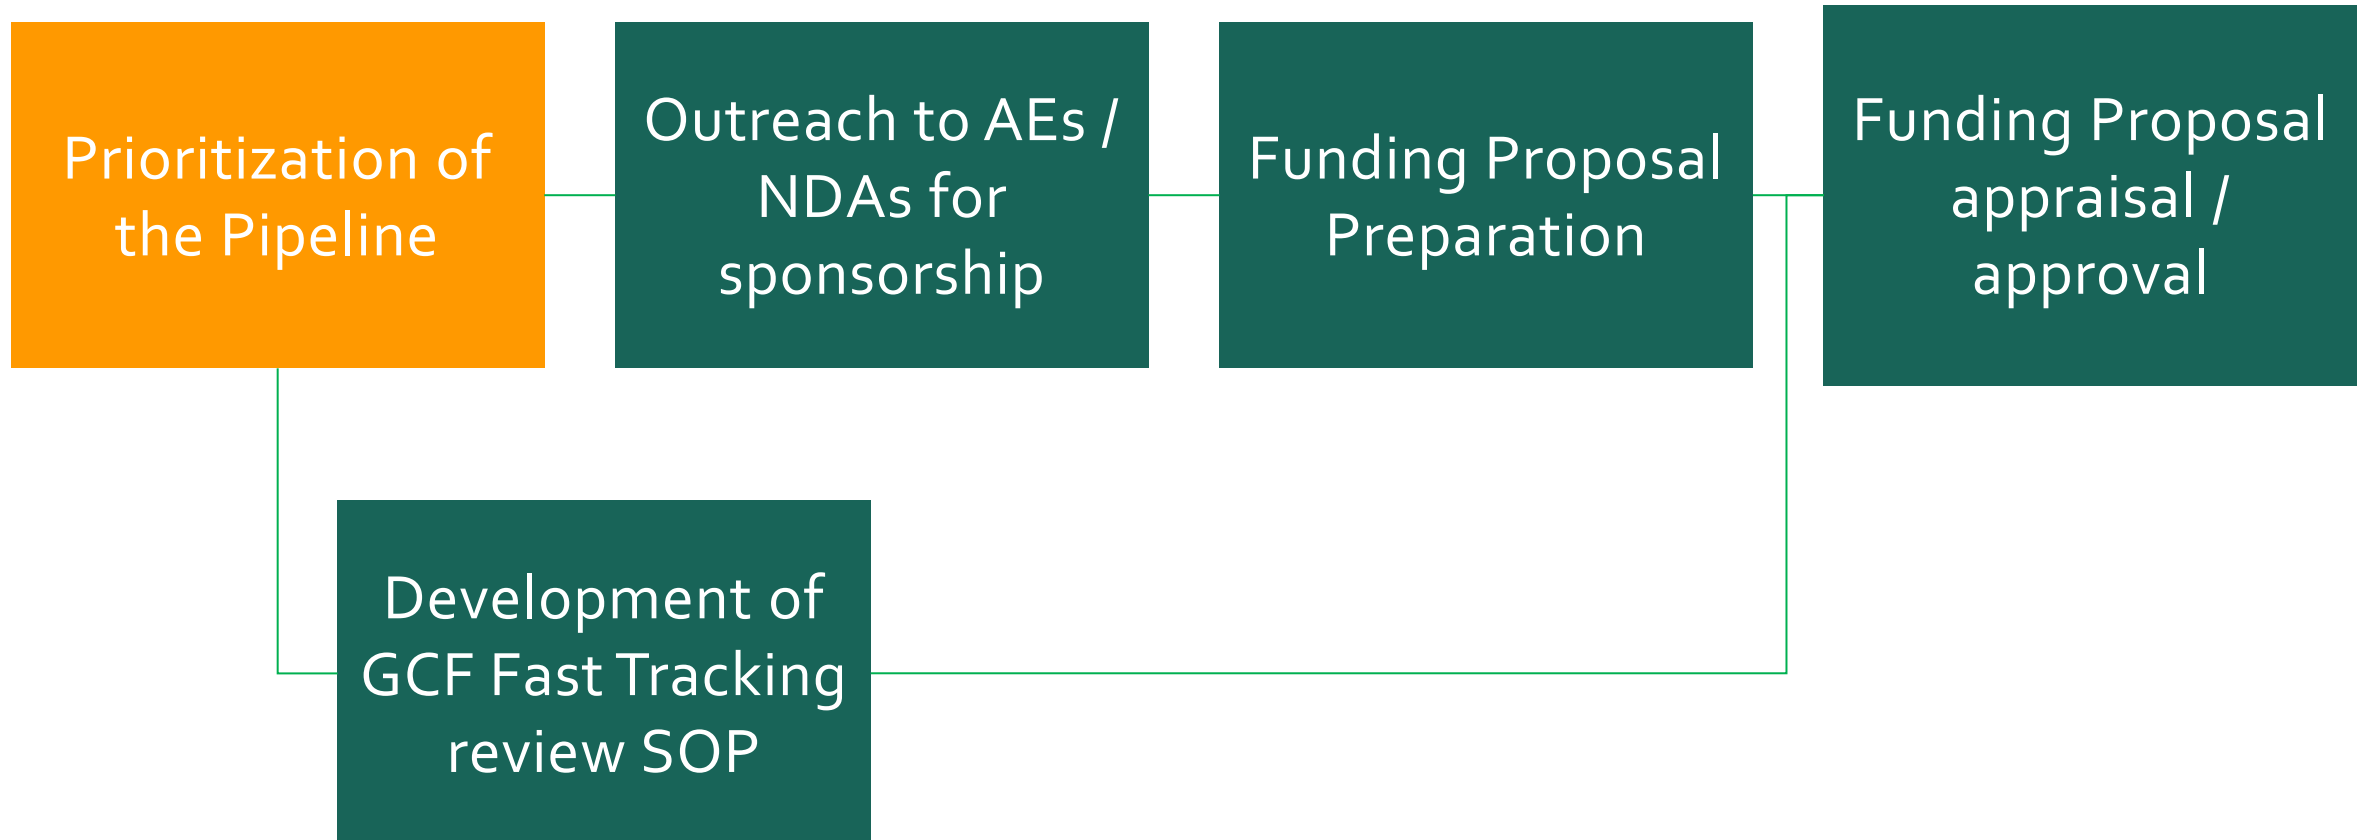 Prioritization of
the Pipeline
Outreach to AEs /
NDAs for
sponsorship
Funding Proposal
Preparation
Funding Proposal
appraisal /
approval
Development of
GCF Fast Tracking
review SOP